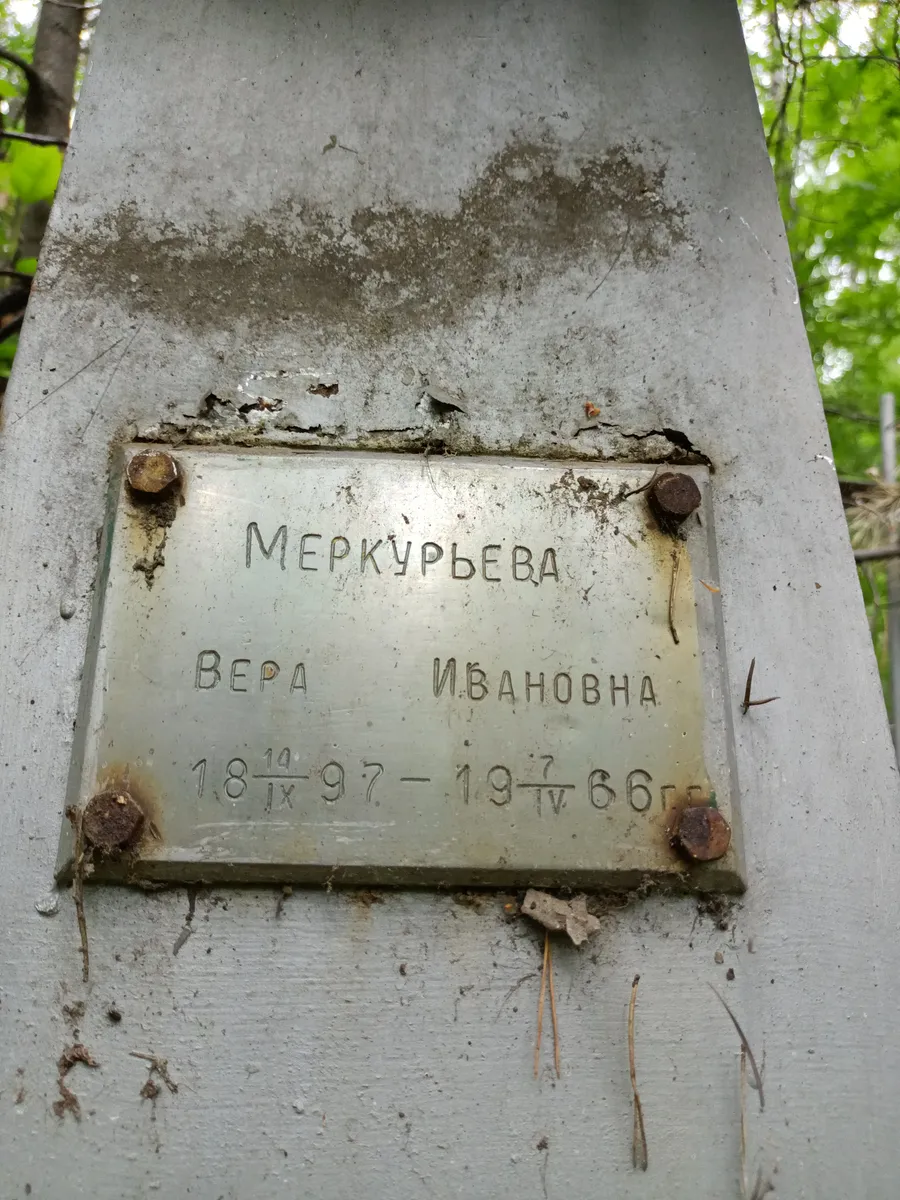 Меркурьева
Вера Ивановна
18 14/IX 97 – 19 7/IV 66 гг